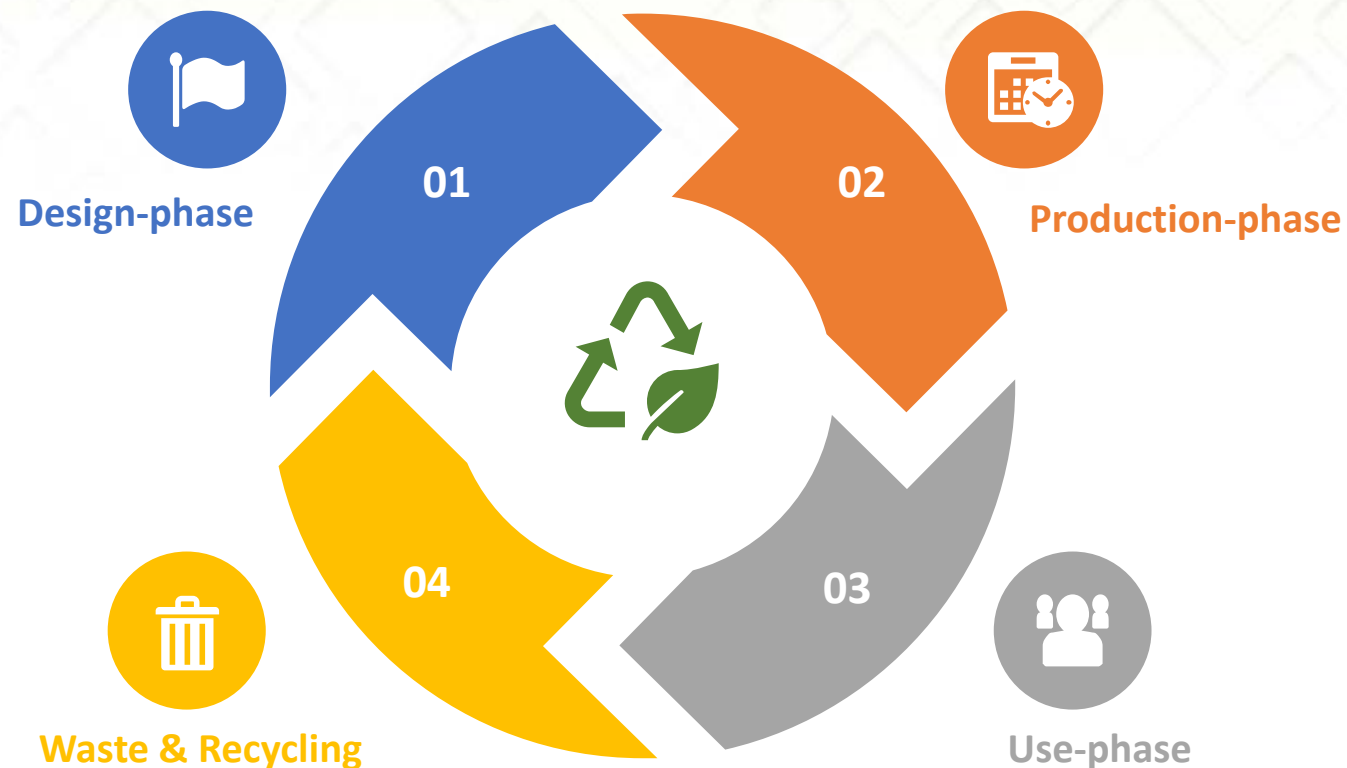 01
Design-phase
02
Production-phase
03
Use-phase
04
Waste & Recycling